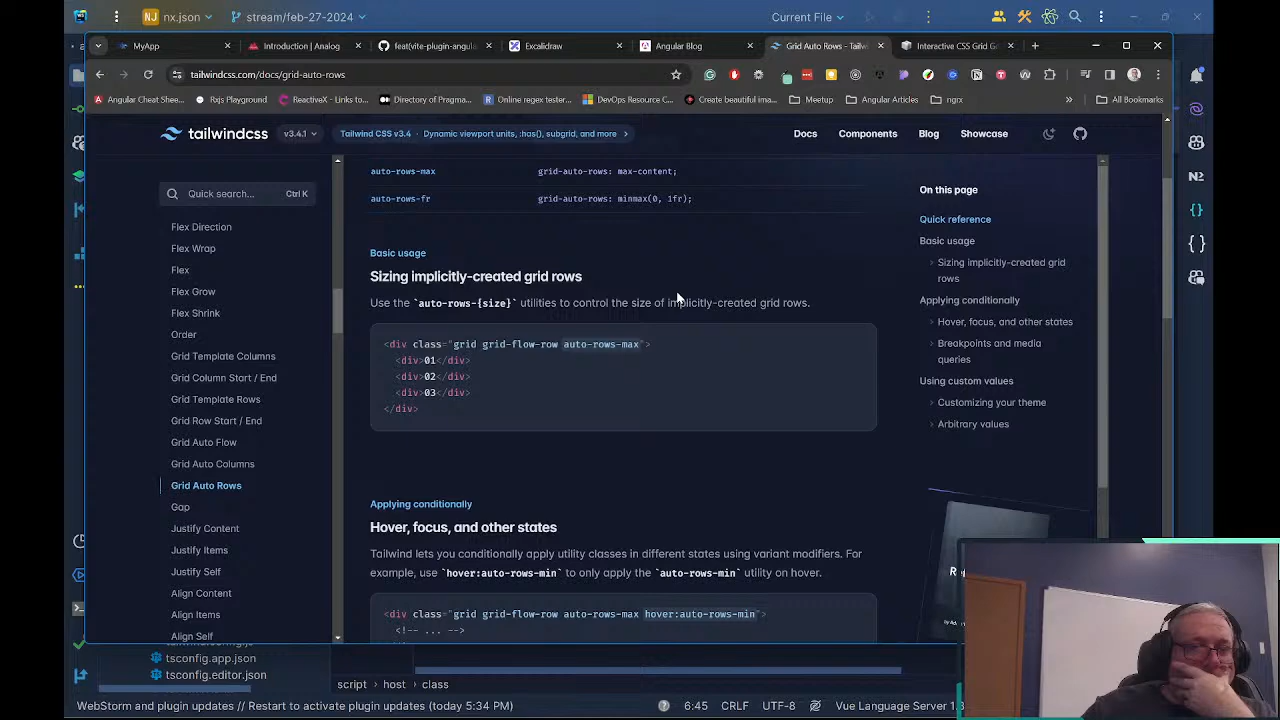 nx.json
stream/feb-27-2024
Current File
MyApp
Introduction | Analog
feat(vite-plugin-angula
Excalidraw
Angular Blog
Grid Auto Rows - Tailw
Interactive CSS Grid G
tailwindcss.com/docs/grid-auto-rows
Angular Cheat Shee...
Rxjs Playground
ReactiveX - Links to...
Directory of Pragma...
Online regex tester...
DevOps Resource C...
Create beautiful ima...
Meetup
Angular Articles
ngrx
»
All Bookmarks
tailwindcss
v3.4.1
Tailwind CSS v3.4 · Dynamic viewport units, :has(), subgrid, and more
Docs
Components
Blog
Showcase
Quick search...
Ctrl K
Flex Direction
Flex Wrap
Flex
Flex Grow
Flex Shrink
Order
Grid Template Columns
Grid Column Start / End
Grid Template Rows
Grid Row Start / End
Grid Auto Flow
Grid Auto Columns
Grid Auto Rows
Gap
Justify Content
Justify Items
Justify Self
Align Content
Align Items
Align Self
auto-rows-max grid-auto-rows: max-content;
auto-rows-fr grid-auto-rows: minmax(0, 1fr);
Basic usage
Sizing implicitly-created grid rows
Use the `auto-rows-{size}` utilities to control the size of implicitly-created grid rows.
<div class="grid grid-flow-row auto-rows-max">
<div>01</div>
<div>02</div>
<div>03</div>
</div>
Applying conditionally
Hover, focus, and other states
Tailwind lets you conditionally apply utility classes in different states using variant modifiers. For
example, use `hover:auto-rows-min` to only apply the `auto-rows-min` utility on hover.
<div class="grid grid-flow-row auto-rows-max hover:auto-rows-min">
<!-- ... -->
On this page
Quick reference
Basic usage
Sizing implicitly-created grid
rows
Applying conditionally
Hover, focus, and other states
Breakpoints and media
queries
Using custom values
Customizing your theme
Arbitrary values
tsconfig.app.json
tsconfig.editor.json
script › host › class
WebStorm and plugin updates // Restart to activate plugin updates (today 5:34 PM)
6:45
CRLF
UTF-8
Vue Language Server 1.8